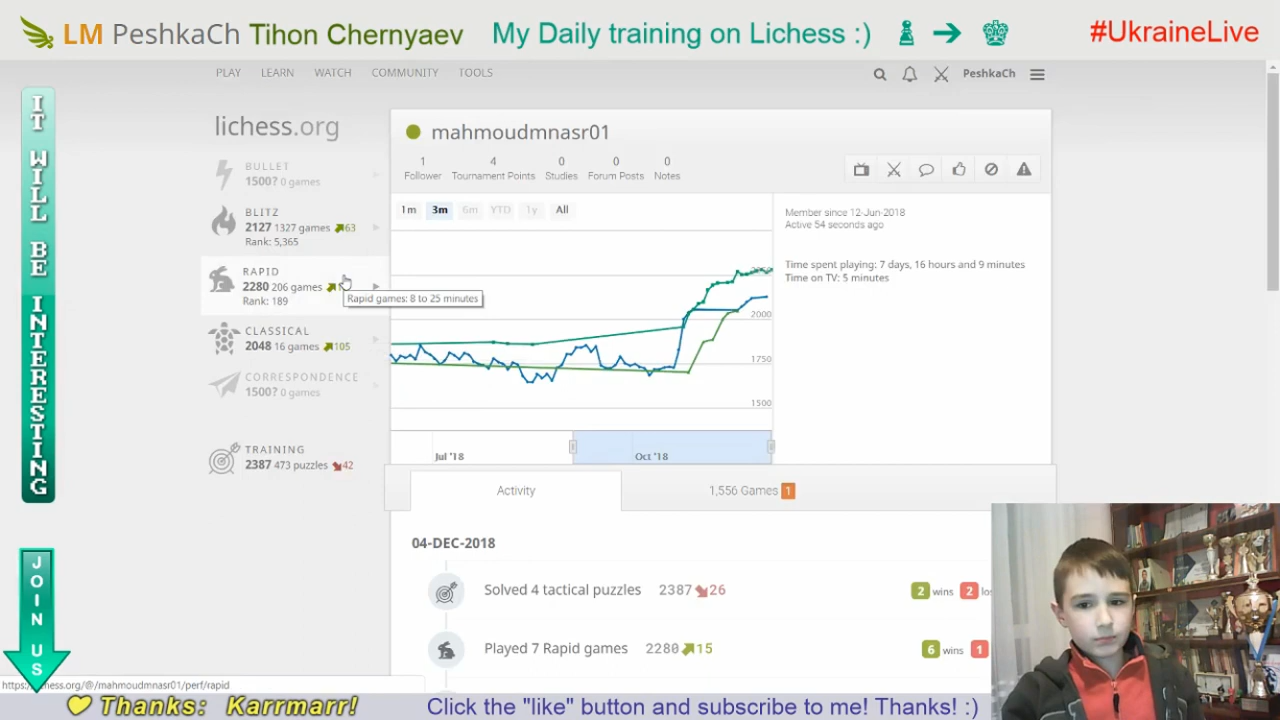 LM PeshkaCh Tihon Chernyaev My Daily training on Lichess :) #UkraineLive
PLAY LEARN WATCH COMMUNITY TOOLS PeshkaCh
IT WILL BE INTERESTING
JOIN US
lichess.org
BULLET
1500? 0 games
BLITZ
2127 1327 games 63
Rank: 5,365
RAPID
2280 206 games
Rank: 189
Rapid games: 8 to 25 minutes
CLASSICAL
2048 16 games 105
CORRESPONDENCE
1500? 0 games
TRAINING
2387 473 puzzles 42
mahmoudmnasr01
1 4 0 0 0
Follower Tournament Points Studies Forum Posts Notes
1m 3m 6m YTD 1y All
2000
1750
1500
Jul '18 Oct '18
Member since 12-Jun-2018
Active 54 seconds ago
Time spent playing: 7 days, 16 hours and 9 minutes
Time on TV: 5 minutes
Activity 1,556 Games 1
04-DEC-2018
Solved 4 tactical puzzles 2387 26 2 wins 2
Played 7 Rapid games 2280 15 6 wins 1
Thanks: Karrmarr! Click the "like" button and subscribe to me! Thanks! :)